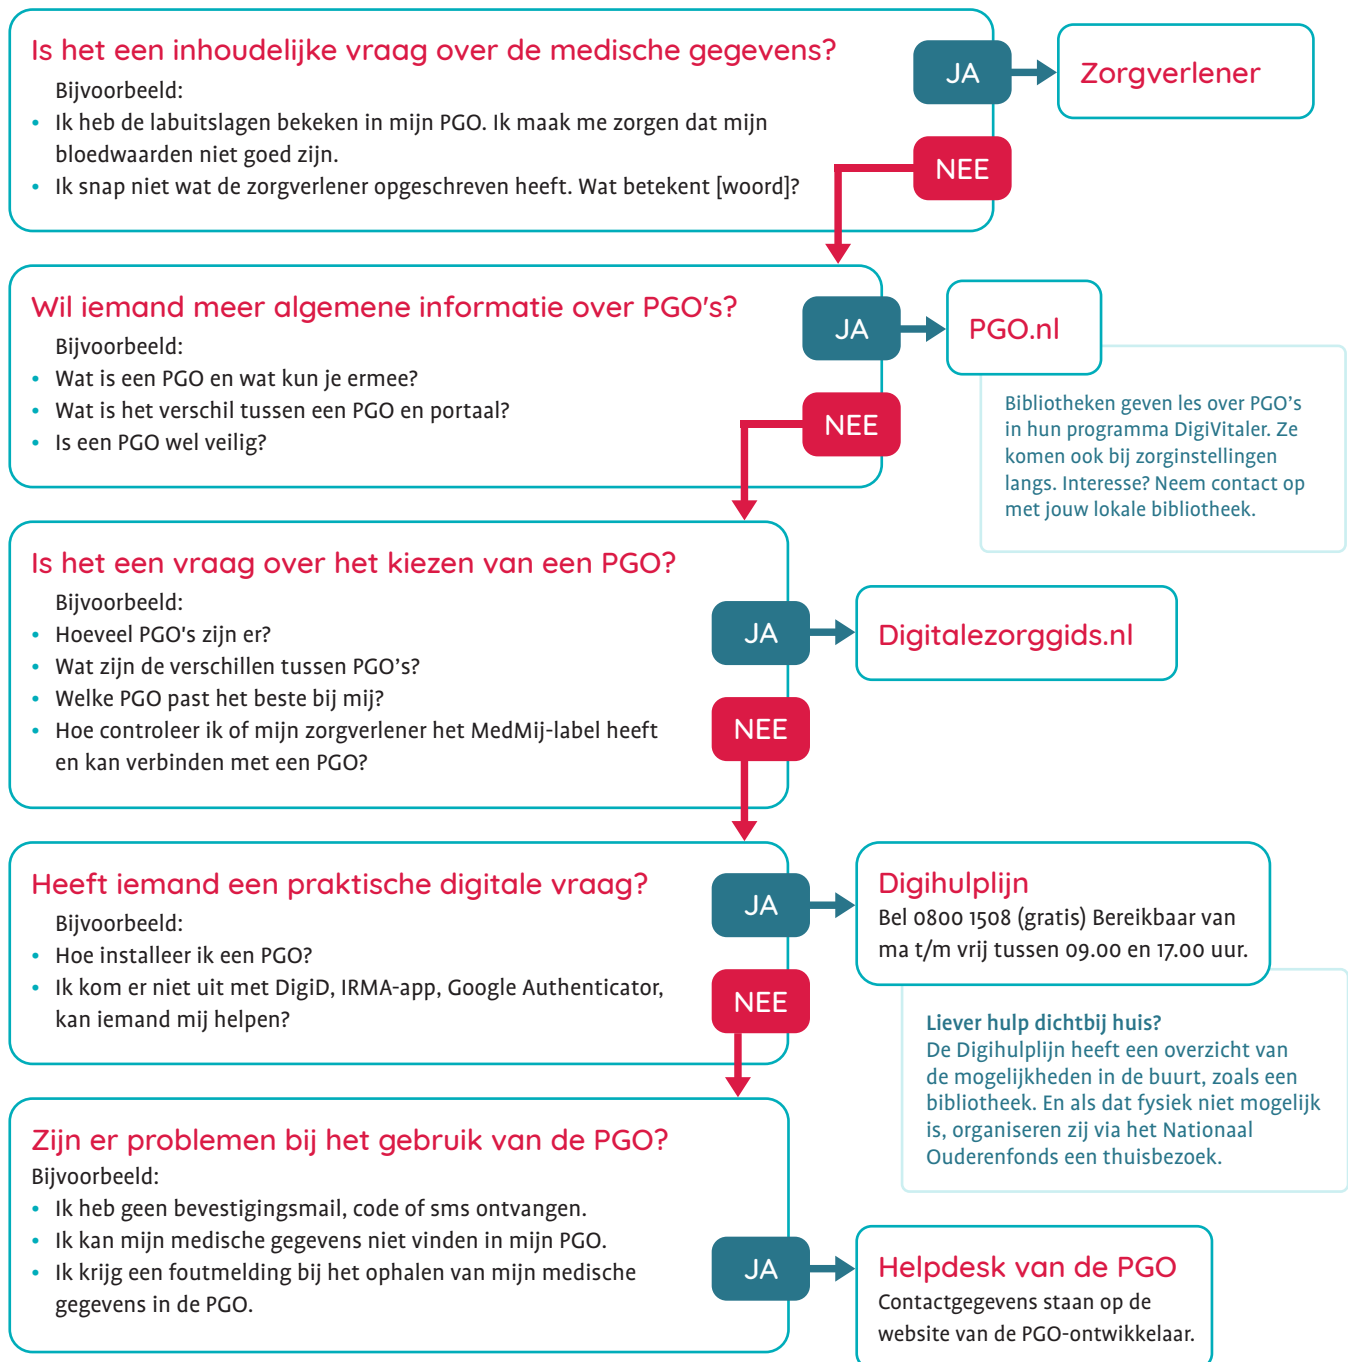 Is het een inhoudelijke vraag over de medische gegevens?
Bijvoorbeeld:
• Ik heb de labuitslagen bekeken in mijn PGO. Ik maak me zorgen dat mijn
bloedwaarden niet goed zijn.
• Ik snap niet wat de zorgverlener opgeschreven heeft. Wat betekent [woord]?
JA
Zorgverlener
NEE
Wil iemand meer algemene informatie over PGO's?
Bijvoorbeeld:
• Wat is een PGO en wat kun je ermee?
• Wat is het verschil tussen een PGO en portaal?
• Is een PGO wel veilig?
JA
PGO.nl
NEE
Bibliotheken geven les over PGO’s
in hun programma DigiVitaler. Ze
komen ook bij zorginstellingen
langs. Interesse? Neem contact op
met jouw lokale bibliotheek.
Is het een vraag over het kiezen van een PGO?
Bijvoorbeeld:
• Hoeveel PGO's zijn er?
• Wat zijn de verschillen tussen PGO’s?
• Welke PGO past het beste bij mij?
• Hoe controleer ik of mijn zorgverlener het MedMij-label heeft
en kan verbinden met een PGO?
JA
Digitalezorggids.nl
NEE
Heeft iemand een praktische digitale vraag?
Bijvoorbeeld:
• Hoe installeer ik een PGO?
• Ik kom er niet uit met DigiD, IRMA-app, Google Authenticator,
kan iemand mij helpen?
JA
Digihulplijn
Bel 0800 1508 (gratis) Bereikbaar van
ma t/m vrij tussen 09.00 en 17.00 uur.
NEE
Liever hulp dichtbij huis?
De Digihulplijn heeft een overzicht van
de mogelijkheden in de buurt, zoals een
bibliotheek. En als dat fysiek niet mogelijk
is, organiseren zij via het Nationaal
Ouderenfonds een thuisbezoek.
Zijn er problemen bij het gebruik van de PGO?
Bijvoorbeeld:
• Ik heb geen bevestigingsmail, code of sms ontvangen.
• Ik kan mijn medische gegevens niet vinden in mijn PGO.
• Ik krijg een foutmelding bij het ophalen van mijn medische
gegevens in de PGO.
JA
Helpdesk van de PGO
Contactgegevens staan op de
website van de PGO-ontwikkelaar.